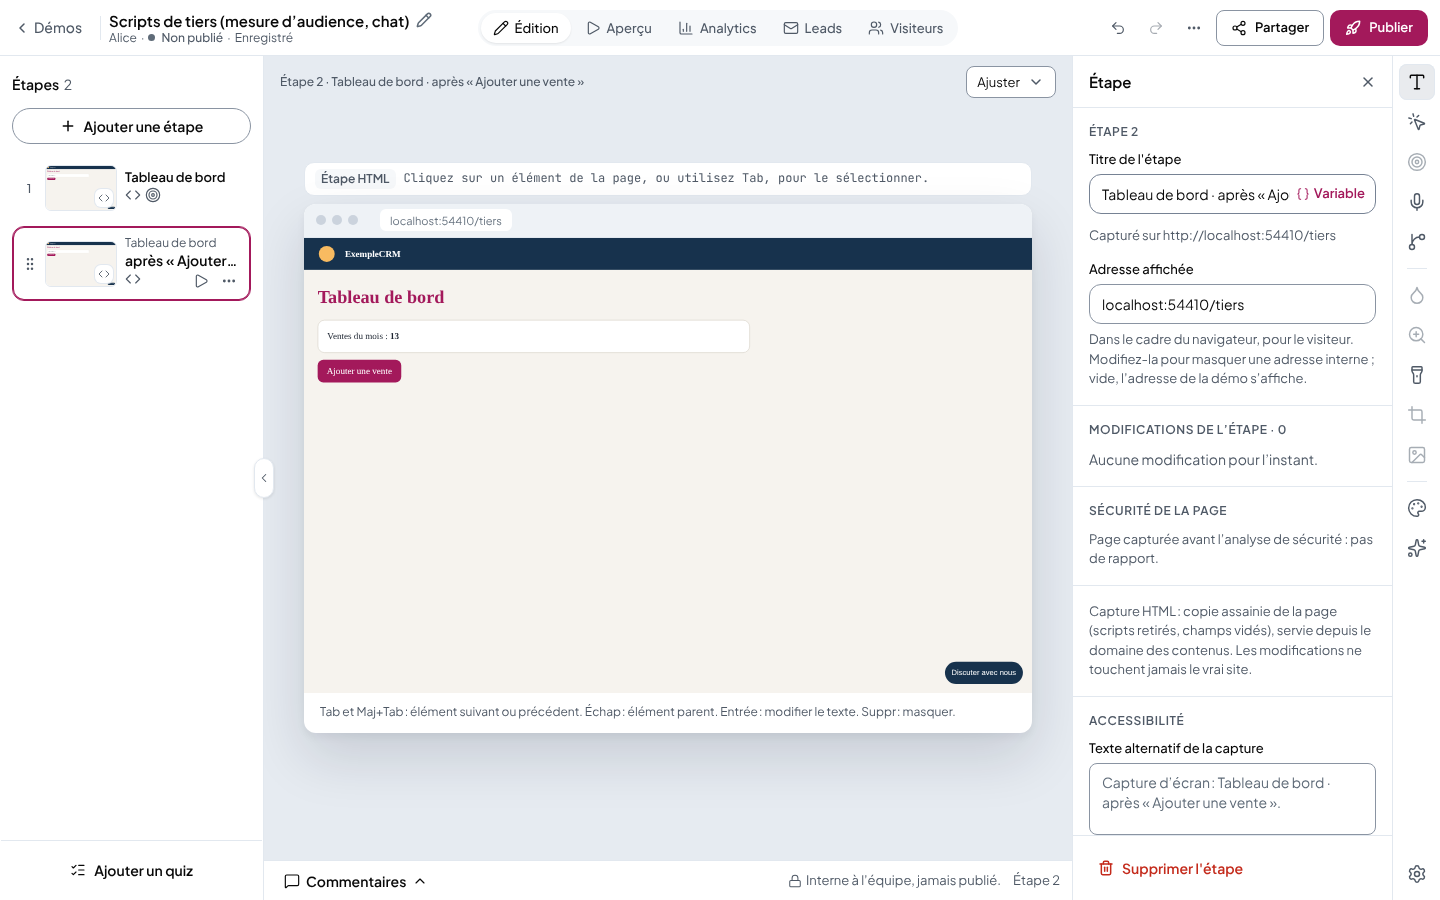 Démos
Scripts de tiers (mesure d’audience, chat)
Alice · Non publié · Enregistré
Édition
Aperçu
Analytics
Leads
Visiteurs
Partager
Publier
Étapes 2
Ajouter une étape
1
Tableau de bord
Tableau de bord
après « Ajouter…
Ajouter un quiz
Étape 2 · Tableau de bord · après « Ajouter une vente »
Ajuster
Étape HTML
Cliquez sur un élément de la page, ou utilisez Tab, pour le sélectionner.
localhost:54410/tiers
ExempleCRM
Tableau de bord
Ventes du mois : 13
Ajouter une vente
Discuter avec nous
Tab et Maj+Tab : élément suivant ou précédent. Échap : élément parent. Entrée : modifier le texte. Suppr : masquer.
Commentaires
Interne à l’équipe, jamais publié.
Étape 2
Étape
ÉTAPE 2
Titre de l’étape
Tableau de bord · après « Ajo
{ } Variable
Capturé sur http://localhost:54410/tiers
Adresse affichée
localhost:54410/tiers
Dans le cadre du navigateur, pour le visiteur.
Modifiez-la pour masquer une adresse interne ;
vide, l’adresse de la démo s’affiche.
MODIFICATIONS DE L’ÉTAPE · 0
Aucune modification pour l’instant.
SÉCURITÉ DE LA PAGE
Page capturée avant l’analyse de sécurité : pas
de rapport.
Capture HTML : copie assainie de la page
(scripts retirés, champs vidés), servie depuis le
domaine des contenus. Les modifications ne
touchent jamais le vrai site.
ACCESSIBILITÉ
Texte alternatif de la capture
Capture d’écran : Tableau de bord ·
après « Ajouter une vente ».
Supprimer l’étape